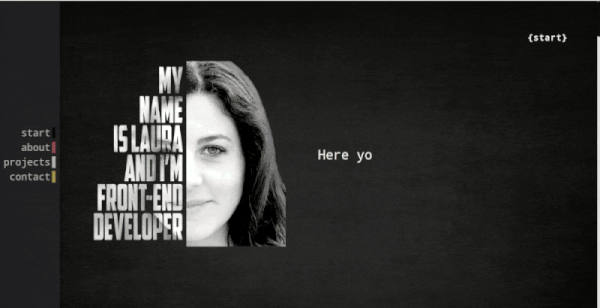 {start}
start
about
projects
contact
MY
NAME
IS LAURA
AND I'M
FRONT-END
DEVELOPER
Here yo